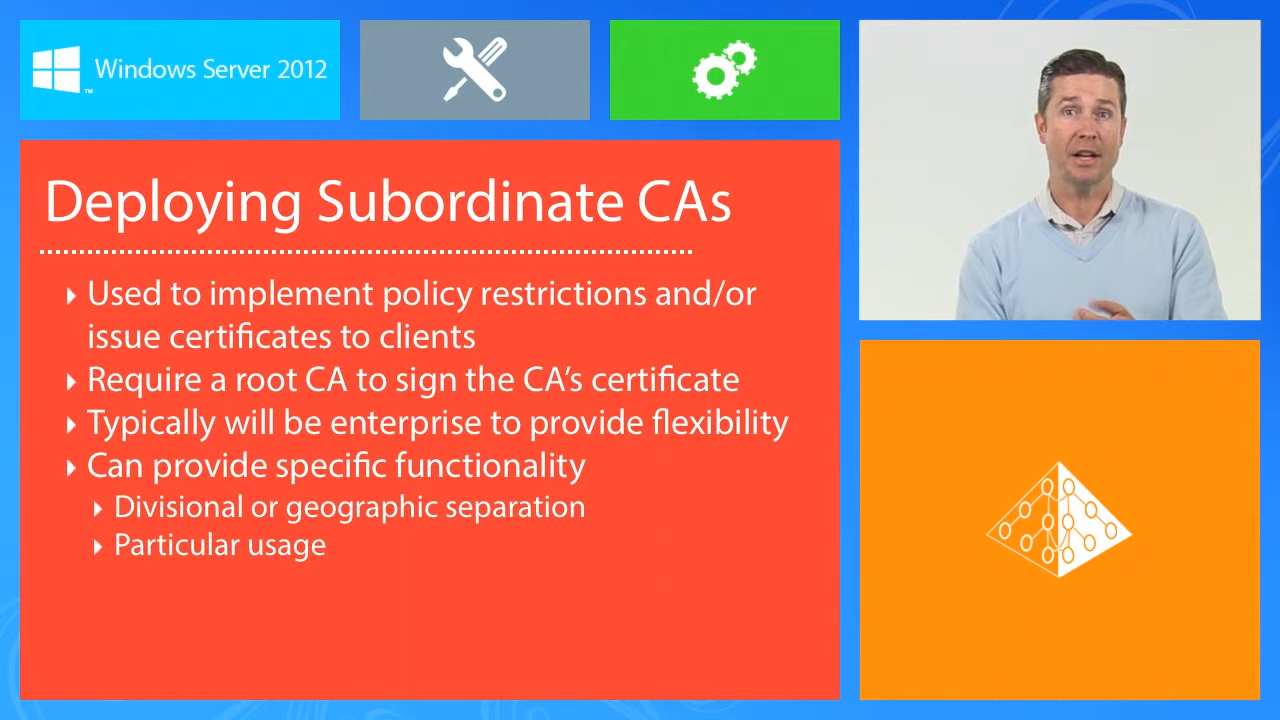 Windows Server 2012
™
Deploying Subordinate CAs
Used to implement policy restrictions and/or
issue certificates to clients
Require a root CA to sign the CA’s certificate
Typically will be enterprise to provide flexibility
Can provide specific functionality
Divisional or geographic separation
Particular usage